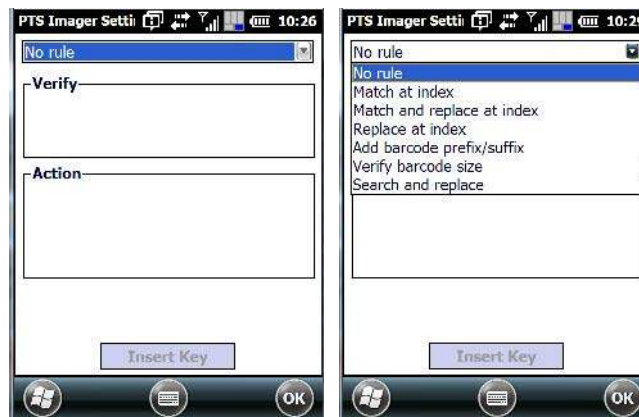 PTS Imager Setti 10:26
No rule
Verify
Action
Insert Key
OK
PTS Imager Setti 10:29
No rule
No rule
Match at index
Match and replace at index
Replace at index
Add barcode prefix/suffix
Verify barcode size
Search and replace
Insert Key
OK